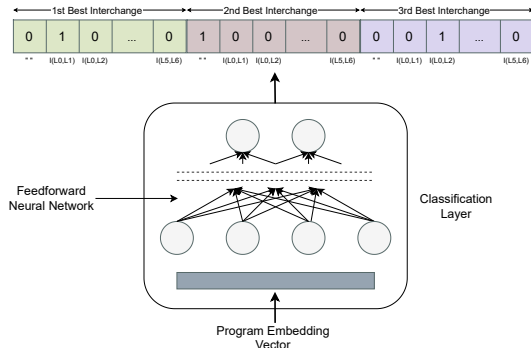 1st Best Interchange 2nd Best Interchange 3rd Best Interchange
0 1 0 ... 0 1 0 0 ... 0 0 0 1 ... 0
" " I(L0,L1) I(L0,L2) I(L5,L6) " " I(L0,L1) I(L0,L2) I(L5,L6) " " I(L0,L1) I(L0,L2) I(L5,L6)
Feedforward
Neural Network
Classification
Layer
Program Embedding
Vector